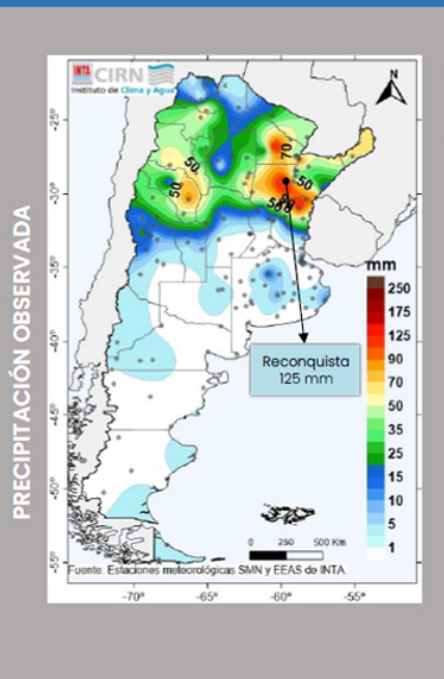 PRECIPITACIÓN OBSERVADA
INTA CIRN
Instituto de Clima y Agua
N
-25°
-30°
-35°
-40°
-45°
-50°
-55°
70
50
50
50
50
mm
250
175
125
90
70
50
35
25
15
10
5
1
Reconquista
125 mm
0 250 500 Km
Fuente: Estaciones meteorológicas SMN y EEAS de INTA.
-70° -65° -60° -55°